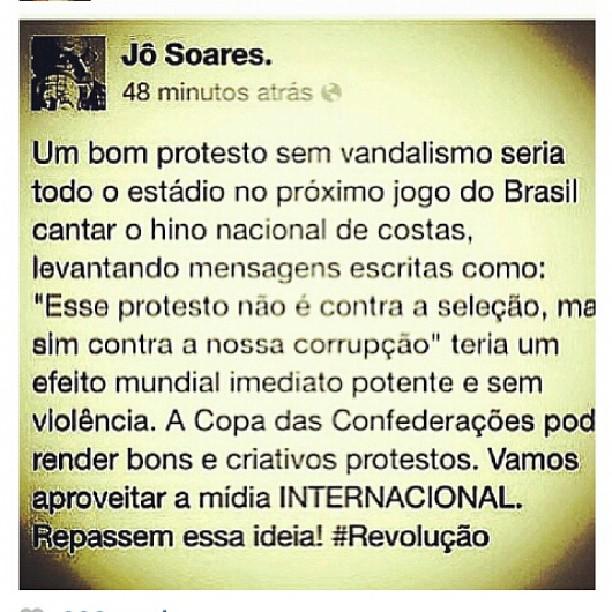 Jô Soares.
48 minutos atrás
Um bom protesto sem vandalismo seria
todo o estádio no próximo jogo do Brasil
cantar o hino nacional de costas,
levantando mensagens escritas como:
"Esse protesto não é contra a seleção, ma
sim contra a nossa corrupção" teria um
efeito mundial imediato potente e sem
violência. A Copa das Confederações pod
render bons e criativos protestos. Vamos
aproveitar a mídia INTERNACIONAL.
Repassem essa ideia! #Revolução